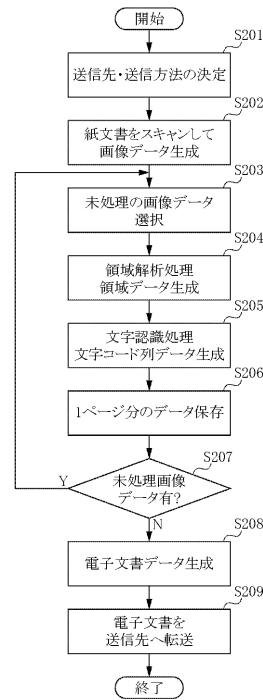 開始
S201
送信先・送信方法の決定
S202
紙文書をスキャンして
画像データ生成
S203
未処理の画像データ
選択
S204
領域解析処理
領域データ生成
S205
文字認識処理
文字コード列データ生成
S206
1ページ分のデータ保存
S207
未処理画像
データ有?
Y
N
S208
電子文書データ生成
S209
電子文書を
送信先へ転送
終了